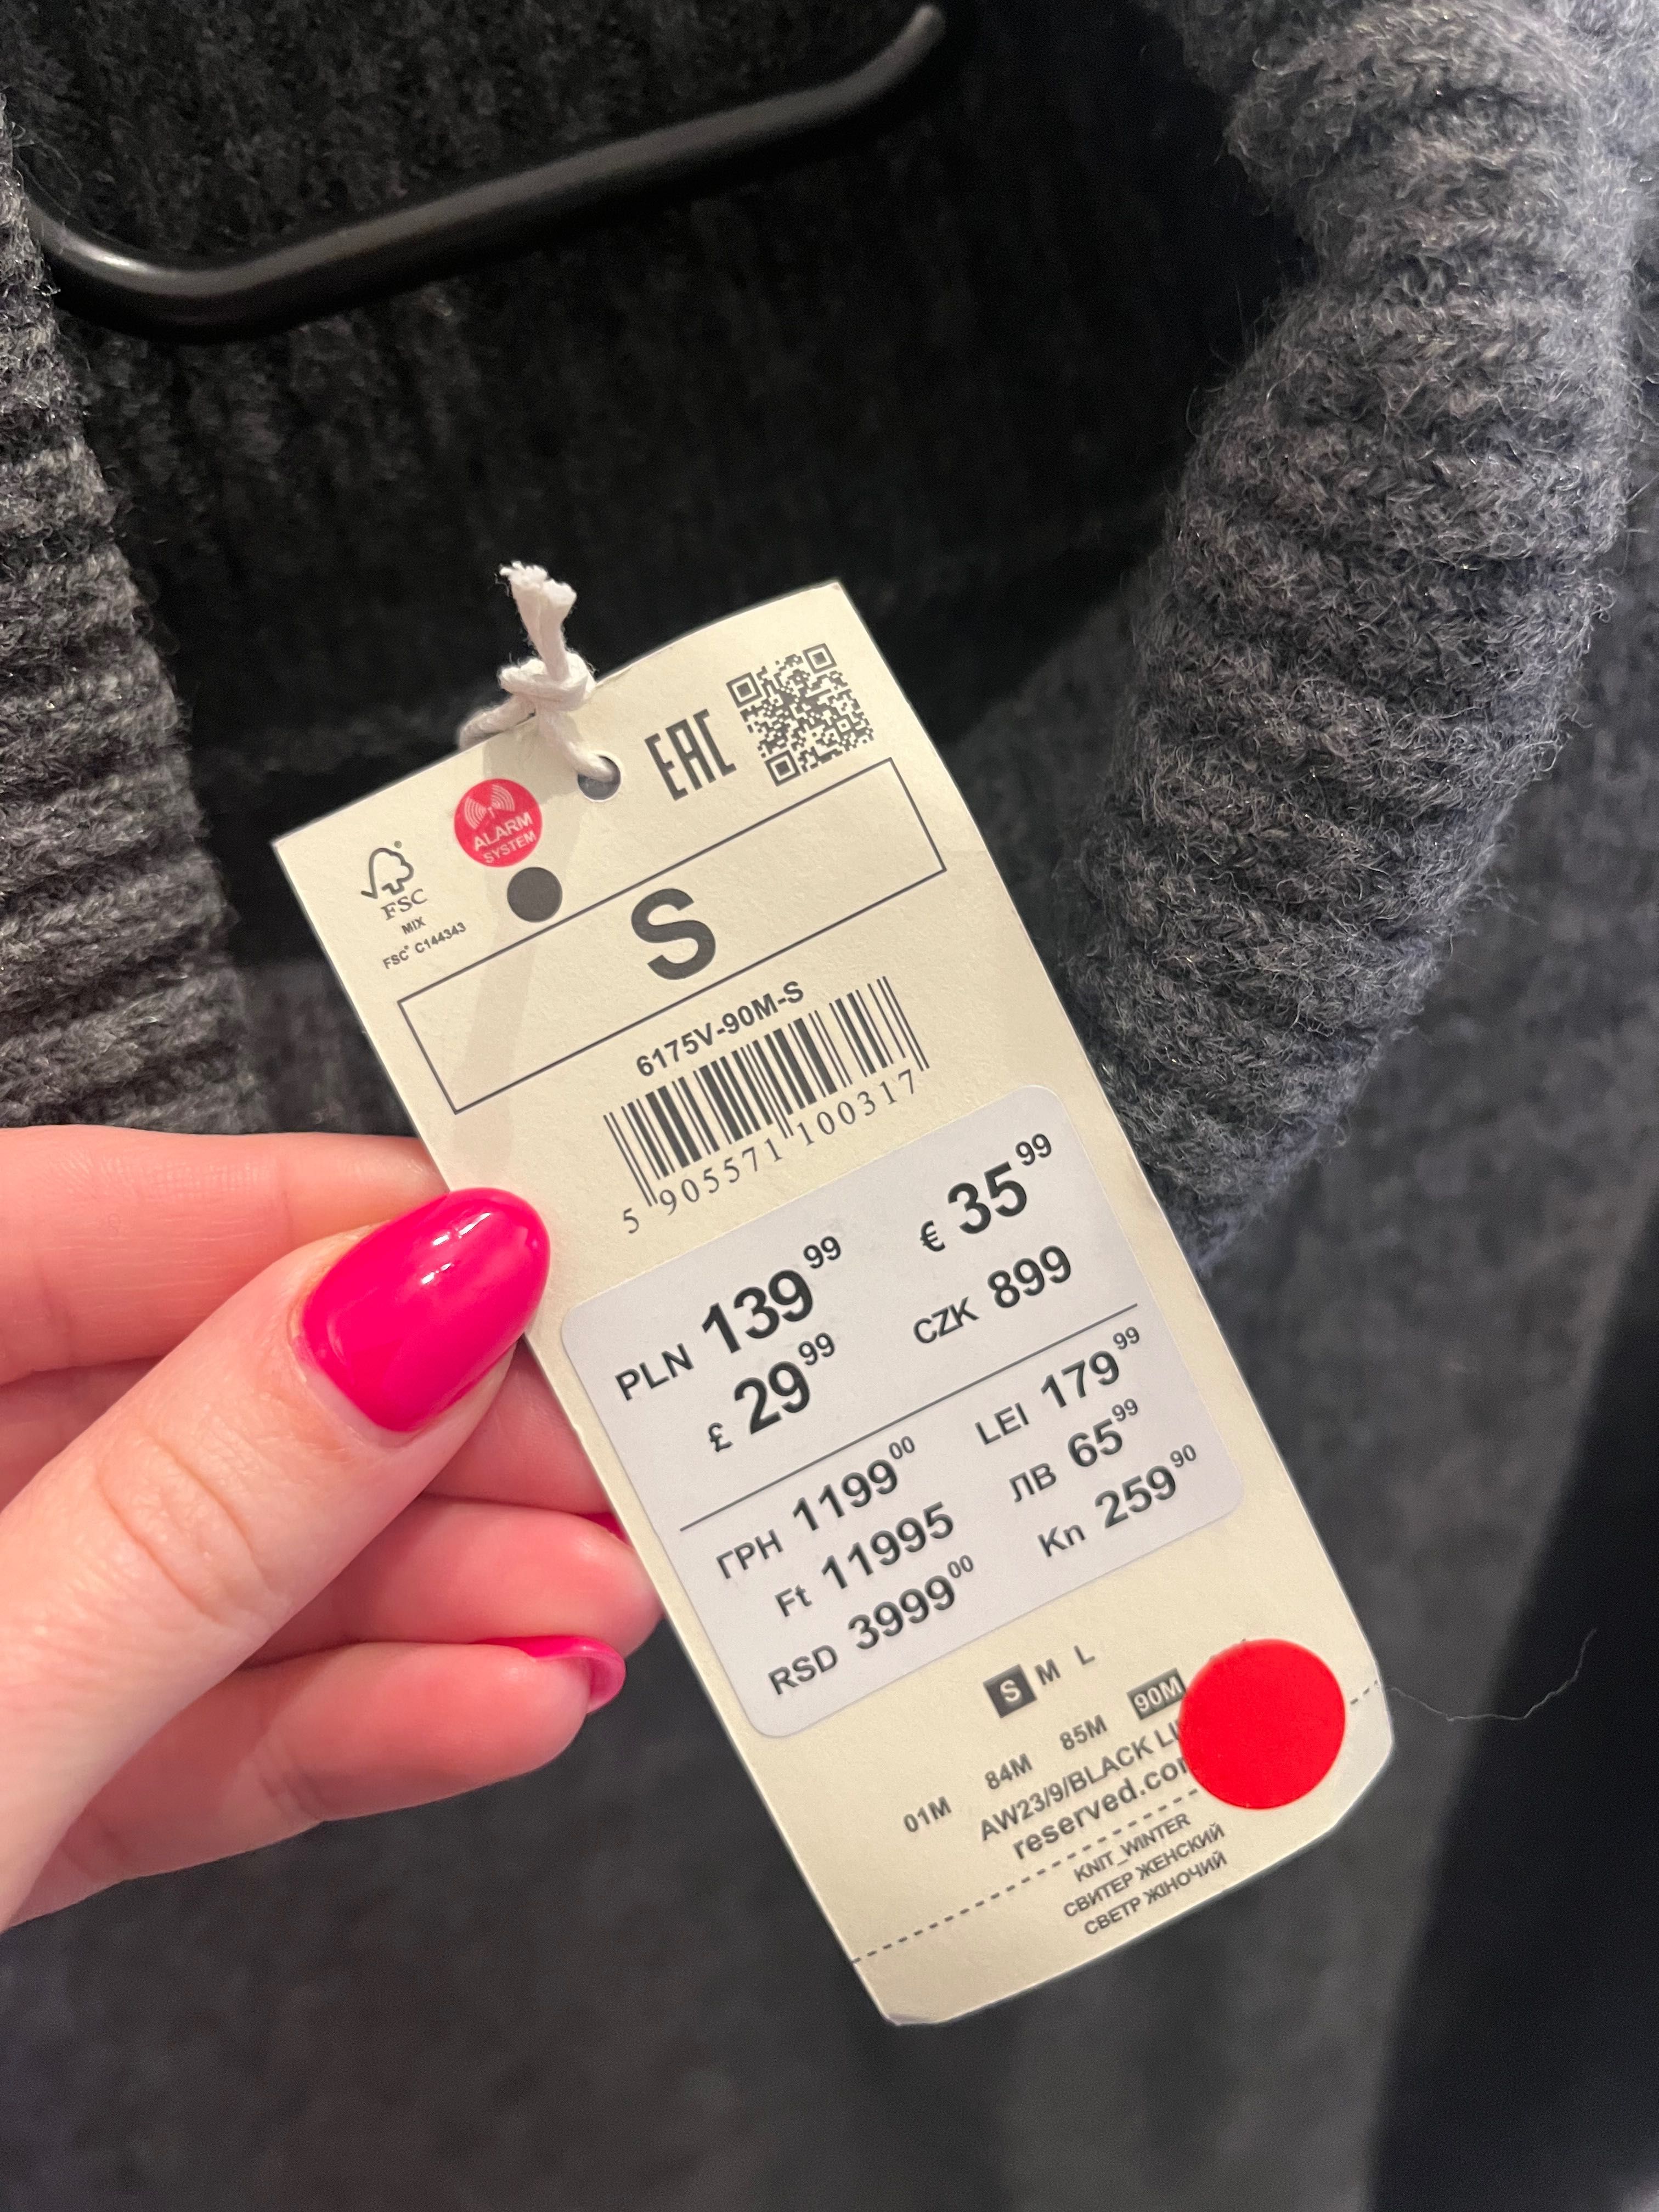 EAC
ALARM
SYSTEM
FSC
MIX
FSC® C144343
S
6175V-90M-S
5 905571 100317
PLN 139 99
€ 35 99
£ 29 99
CZK 899
ГРН 1199 00
LEI 179 99
Ft 11995
ЛВ 65 99
RSD 3999 00
Kn 259 90
S M L
01M 84M 85M 90M
AW23/9/BLACK
reserved.
KNIT_WINTER
СВИТЕР ЖЕНСКИЙ
СВЕТР ЖІНОЧИЙ